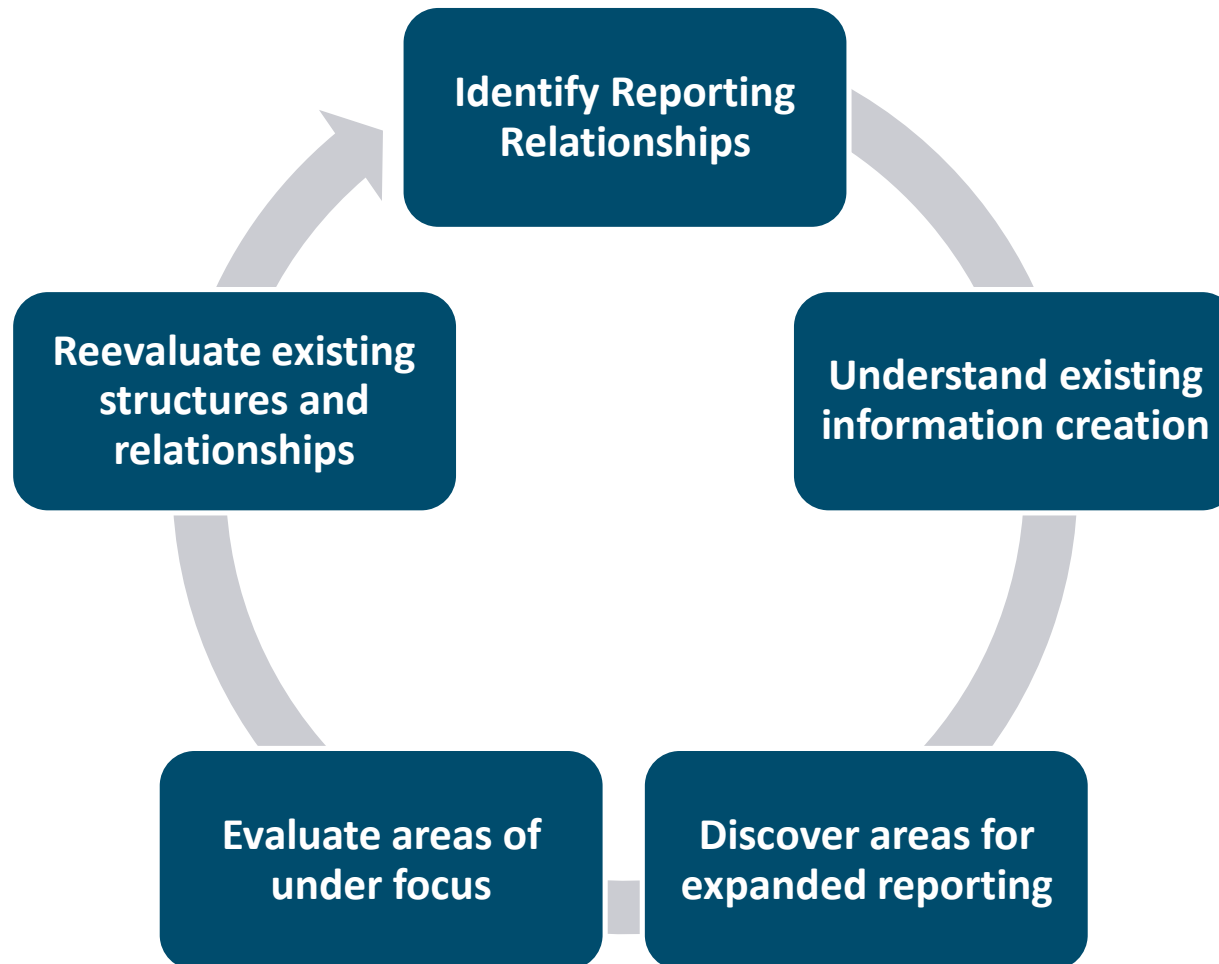 Identify Reporting
Relationships
Understand existing
information creation
Discover areas for
expanded reporting
Evaluate areas of
under focus
Reevaluate existing
structures and
relationships